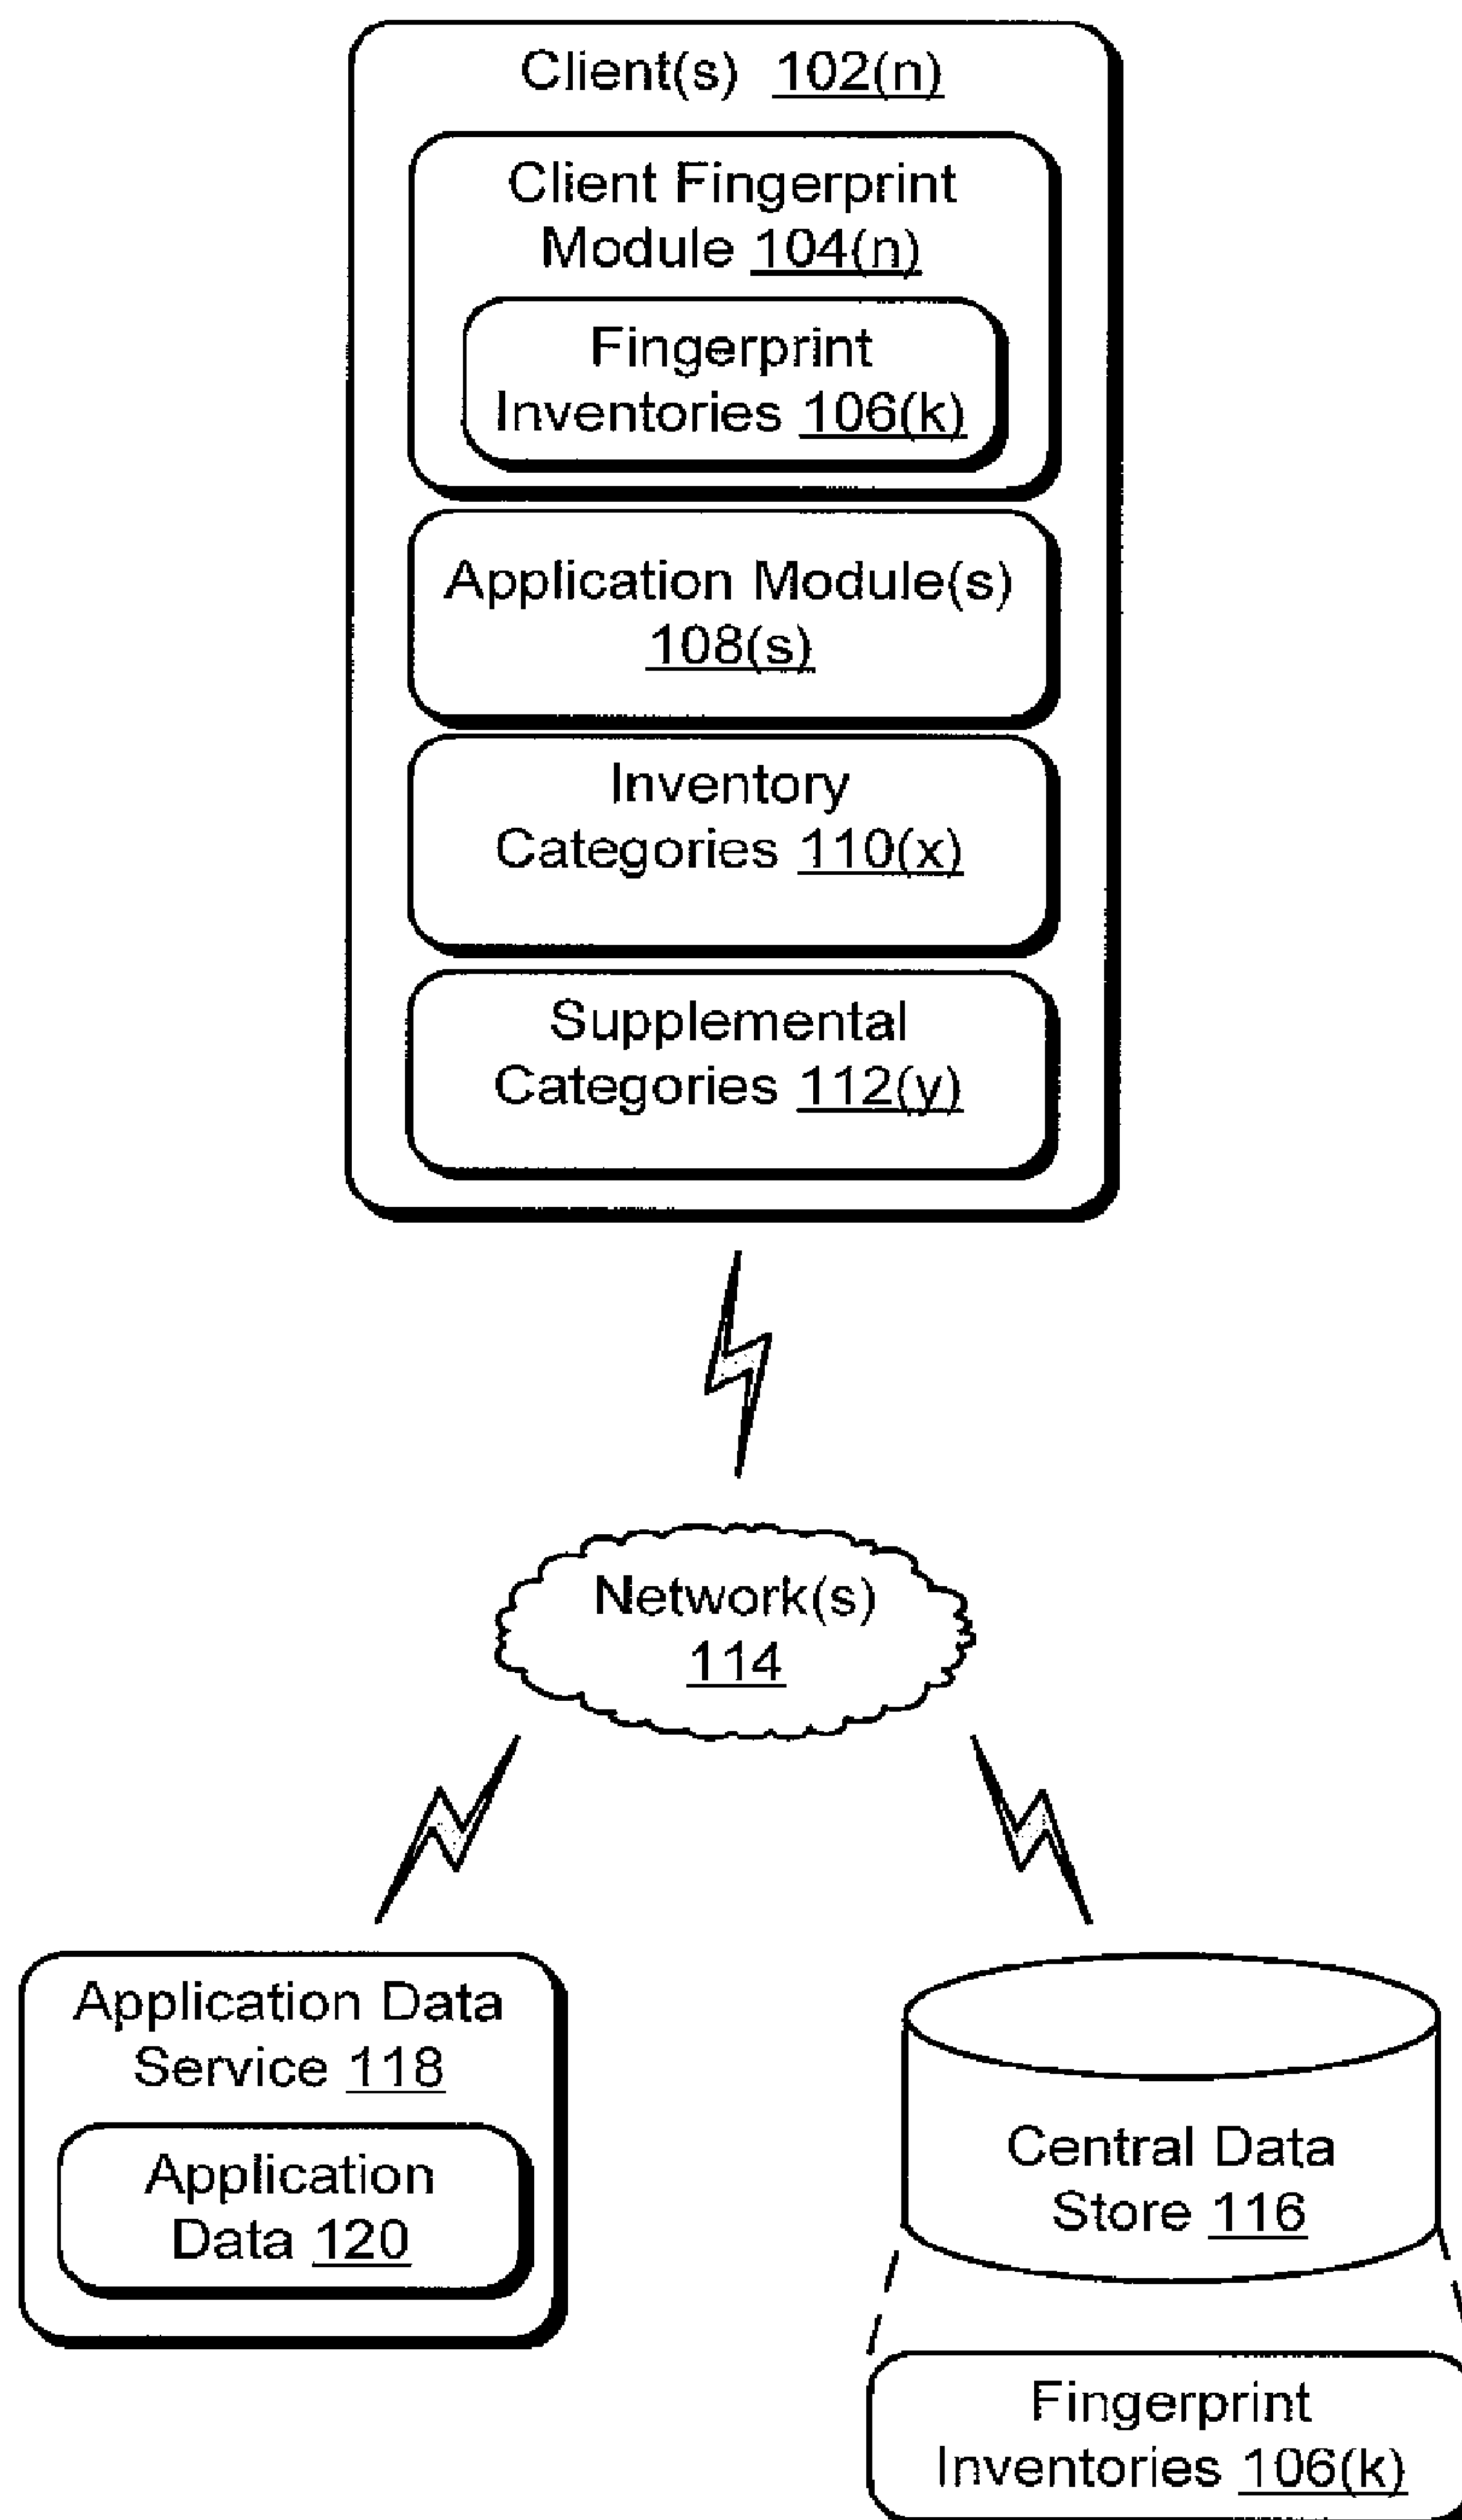 Client(s) 102(n)
Client Fingerprint
Module 104(n)
Fingerprint
Inventories 106(k)
Application Module(s)
108(s)
Inventory
Categories 110(x)
Supplemental
Categories 112(y)
Network(s)
114
Application Data
Service 118
Application
Data 120
Central Data
Store 116
Fingerprint
Inventories 106(k)